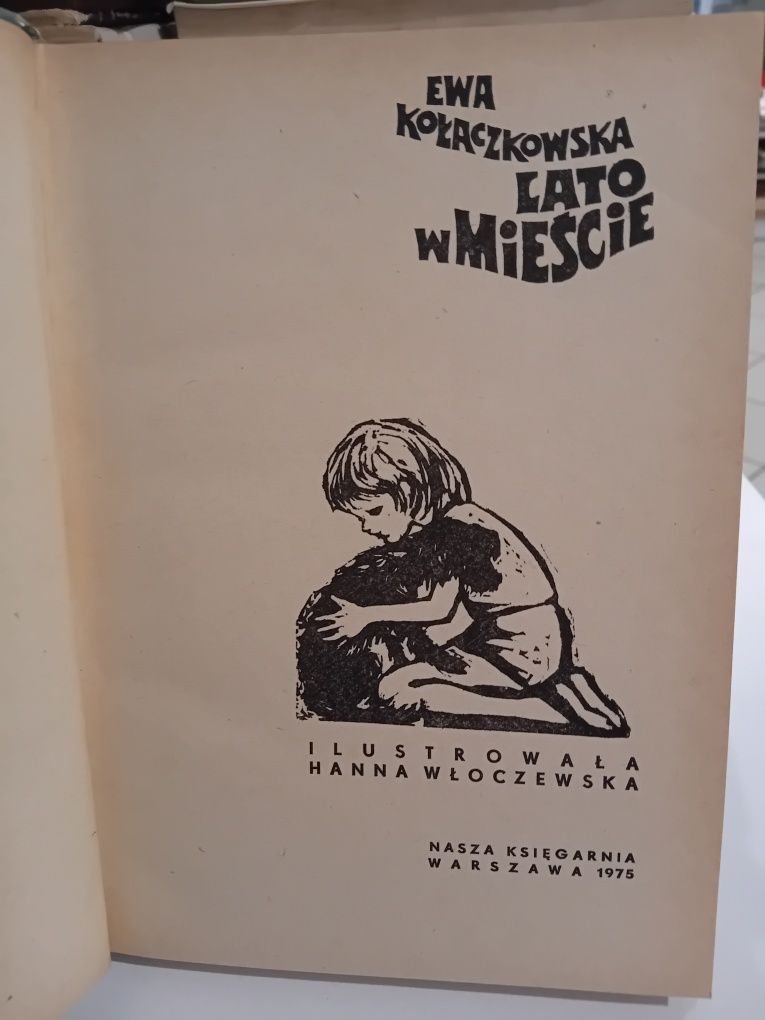 EWA
KOŁACZKOWSKA
LATO
W MiEŚCiE
ILUSTROWAŁA
HANNA WŁOCZEWSKA
NASZA KSIĘGARNIA
WARSZAWA 1975